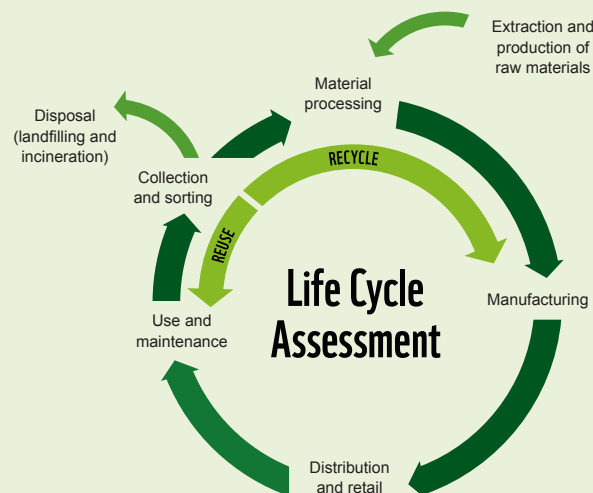 Extraction and
production of
raw materials
Material
processing
Disposal
(landfilling and
incineration)
RECYCLE
Collection
and sorting
REUSE
Life Cycle
Assessment
Manufacturing
Use and
maintenance
Distribution
and retail